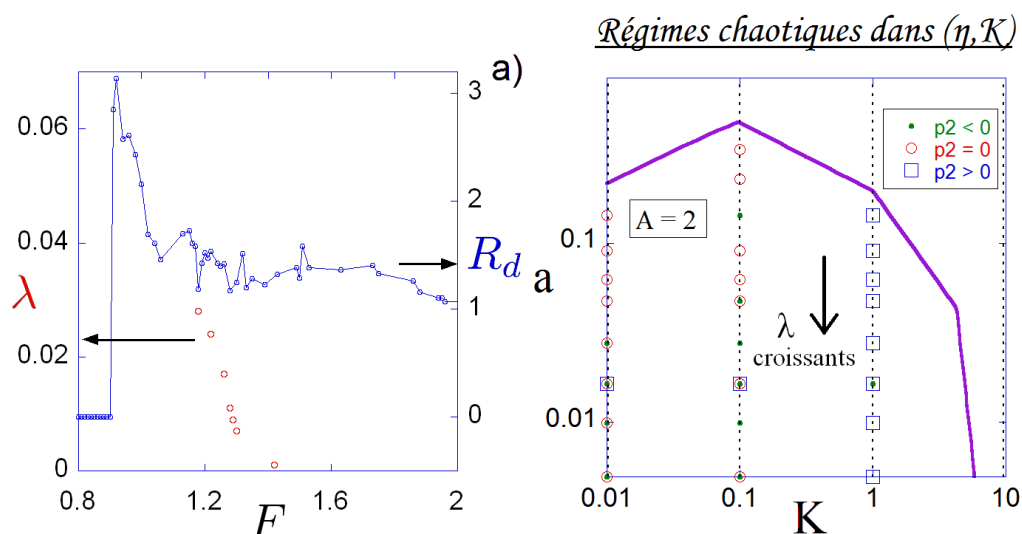 Régimes chaotiques dans (η,K)
a)
0.06
0.04
0.02
0
λ
3
2
1
0
R_d
0.8
1.2
1.6
2
F
p2 < 0
p2 = 0
p2 > 0
A = 2
0.1
0.01
a
λ
croissants
0.01
0.1
1
10
K